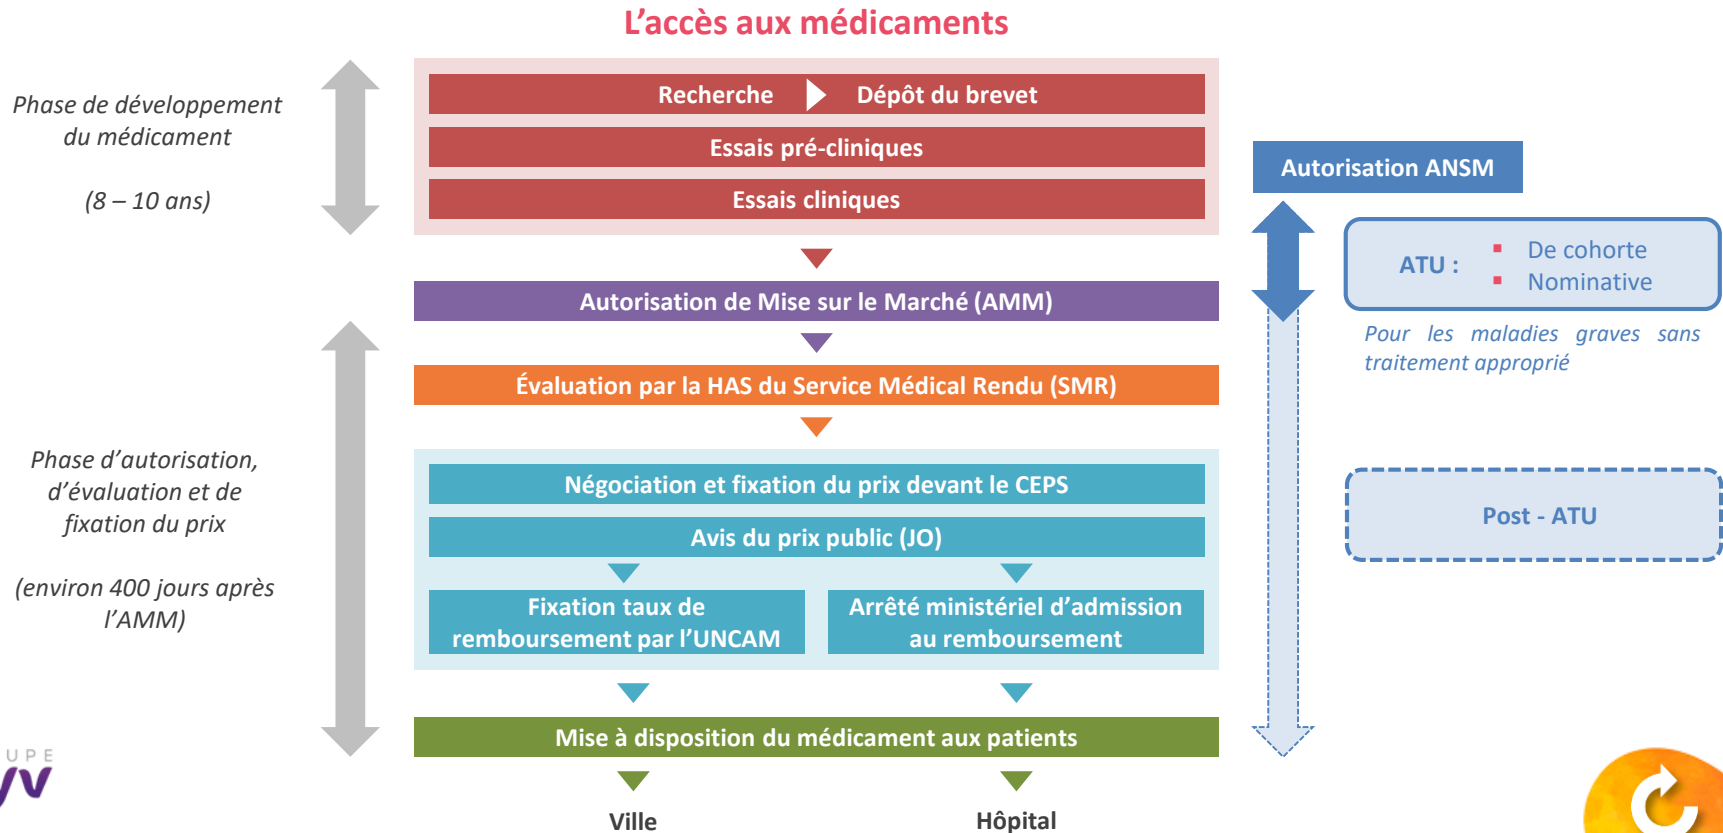 L'accès aux médicaments
Phase de développement
du médicament
(8 – 10 ans)
Recherche Dépôt du brevet
Essais pré-cliniques
Essais cliniques
Autorisation ANSM
ATU :
De cohorte
Nominative
Pour les maladies graves sans
traitement approprié
Autorisation de Mise sur le Marché (AMM)
Évaluation par la HAS du Service Médical Rendu (SMR)
Phase d'autorisation,
d'évaluation et de
fixation du prix
(environ 400 jours après
l'AMM)
Négociation et fixation du prix devant le CEPS
Avis du prix public (JO)
Fixation taux de
remboursement par l'UNCAM
Arrêté ministériel d'admission
au remboursement
Post - ATU
Mise à disposition du médicament aux patients
Ville
Hôpital
UPE